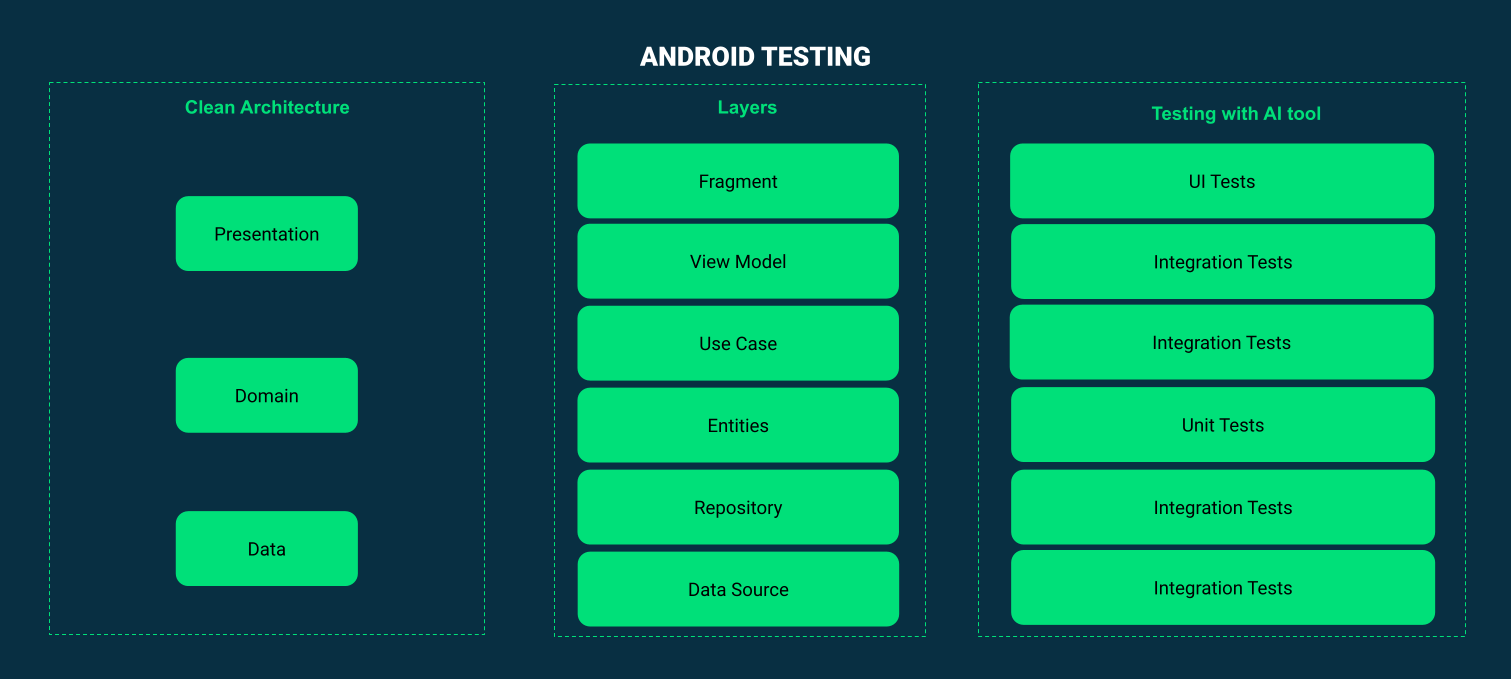 ANDROID TESTING
Clean Architecture
Presentation
Domain
Data
Layers
Fragment
View Model
Use Case
Entities
Repository
Data Source
Testing with AI tool
UI Tests
Integration Tests
Integration Tests
Unit Tests
Integration Tests
Integration Tests